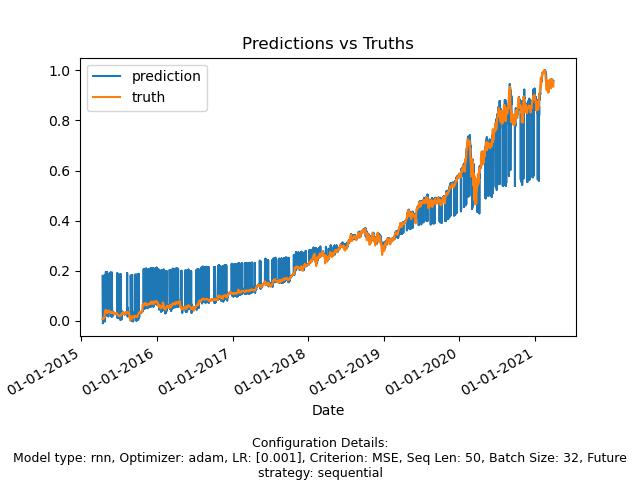 Predictions vs Truths
prediction
truth
1.0
0.8
0.6
0.4
0.2
0.0
01-01-2015
01-01-2016
01-01-2017
01-01-2018
01-01-2019
01-01-2020
01-01-2021
Date
Configuration Details:
Model type: rnn, Optimizer: adam, LR: [0.001], Criterion: MSE, Seq Len: 50, Batch Size: 32, Future
strategy: sequential